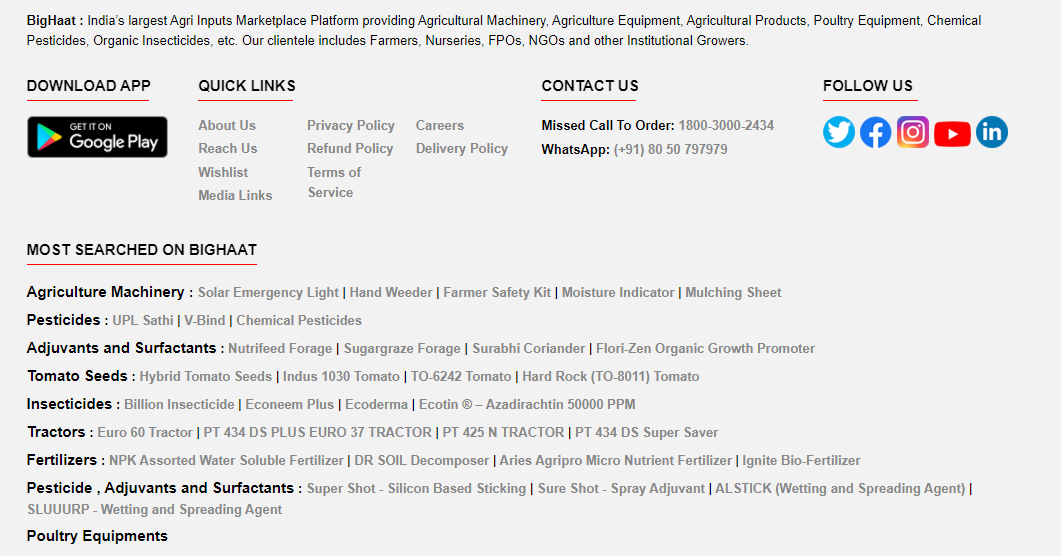 BigHaat : India's largest Agri Inputs Marketplace Platform providing Agricultural Machinery, Agriculture Equipment, Agricultural Products, Poultry Equipment, Chemical
Pesticides, Organic Insecticides, etc. Our clientele includes Farmers, Nurseries, FPOs, NGOs and other Institutional Growers.
DOWNLOAD APP
GET IT ON
Google Play
QUICK LINKS
About Us
Reach Us
Wishlist
Media Links
Privacy Policy
Refund Policy
Terms of
Service
Careers
Delivery Policy
CONTACT US
Missed Call To Order: 1800-3000-2434
WhatsApp: (+91) 80 50 797979
FOLLOW US
in
MOST SEARCHED ON BIGHAAT
Agriculture Machinery : Solar Emergency Light | Hand Weeder | Farmer Safety Kit | Moisture Indicator | Mulching Sheet
Pesticides : UPL Sathi | V-Bind | Chemical Pesticides
Adjuvants and Surfactants : Nutrifeed Forage | Sugargraze Forage | Surabhi Coriander | Flori-Zen Organic Growth Promoter
Tomato Seeds : Hybrid Tomato Seeds | Indus 1030 Tomato | TO-6242 Tomato | Hard Rock (TO-8011) Tomato
Insecticides : Billion Insecticide | Econeem Plus | Ecoderma | Ecotin ® – Azadirachtin 50000 PPM
Tractors : Euro 60 Tractor | PT 434 DS PLUS EURO 37 TRACTOR | PT 425 N TRACTOR | PT 434 DS Super Saver
Fertilizers : NPK Assorted Water Soluble Fertilizer | DR SOIL Decomposer | Aries Agripro Micro Nutrient Fertilizer | Ignite Bio-Fertilizer
Pesticide , Adjuvants and Surfactants : Super Shot - Silicon Based Sticking | Sure Shot - Spray Adjuvant | ALSTICK (Wetting and Spreading Agent) |
SLUUURP - Wetting and Spreading Agent
Poultry Equipments